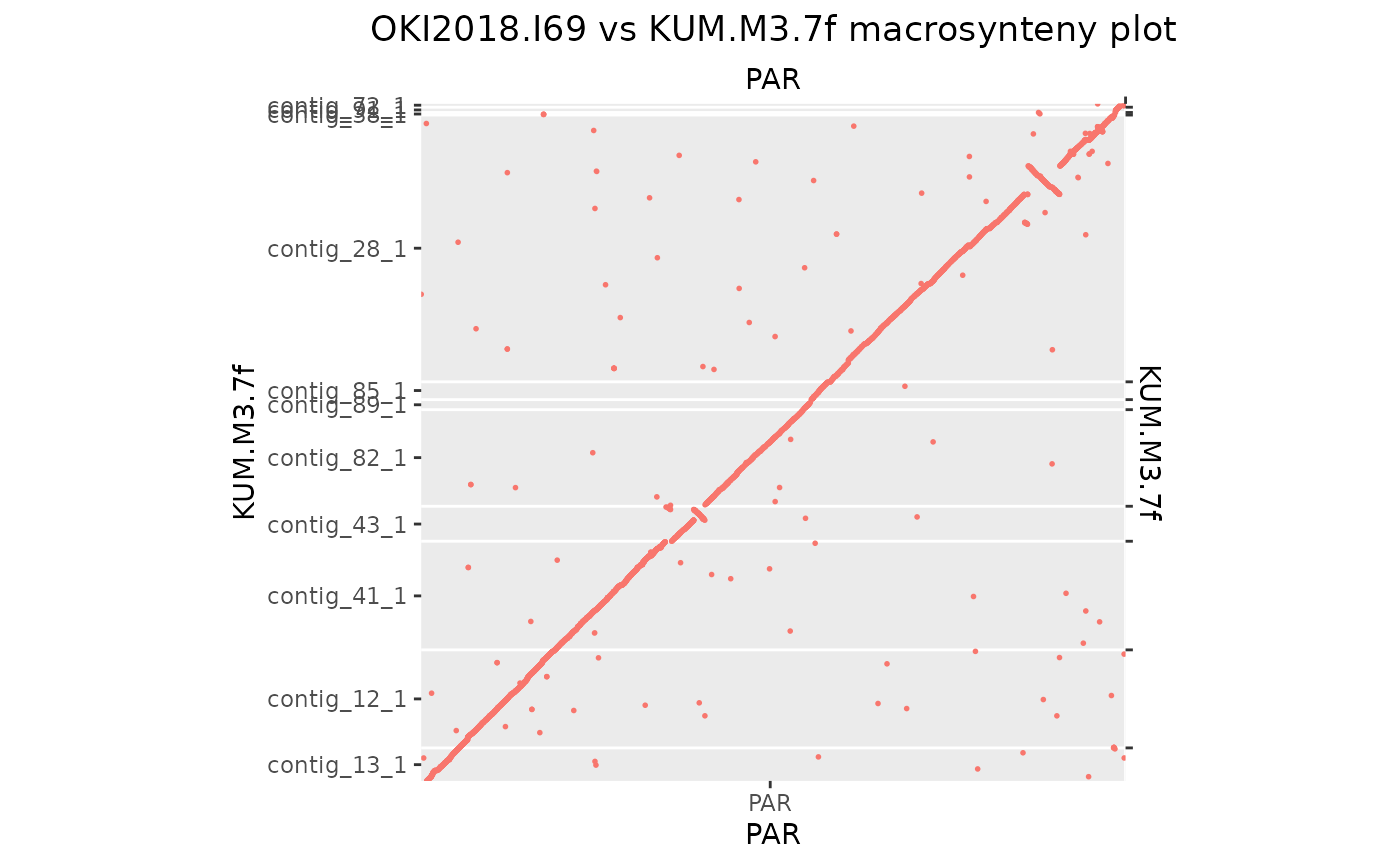 OKI2018.I69 vs KUM.M3.7f macrosynteny plot
PAR
contig_28_1
contig_85_1
contig_89_1
contig_82_1
contig_43_1
contig_41_1
contig_12_1
contig_13_1
KUM.M3.7f
KUM.M3.7f
PAR
PAR